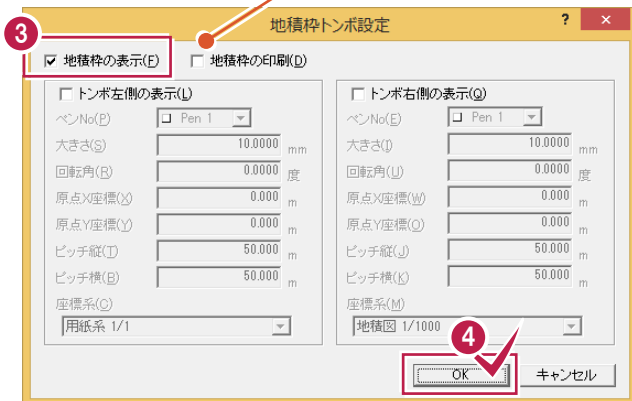 3
地積枠トンボ設定 ? ×
地積枠の表示(F) 地積枠の印刷(D)
トンボ左側の表示(L)
ペンNo(P) Pen 1
大きさ(S) 10.0000 mm
回転角(R) 0.0000 度
原点X座標(X) 0.000 m
原点Y座標(Y) 0.000 m
ピッチ縦(T) 50.000 m
ピッチ横(B) 50.000 m
座標系(C)
用紙系 1/1
トンボ右側の表示(Q)
ペンNo(E) Pen 1
大きさ(I) 10.0000 mm
回転角(U) 0.0000 度
原点X座標(W) 0.000 m
原点Y座標(O) 0.000 m
ピッチ縦(J) 50.000 m
ピッチ横(K) 50.000 m
座標系(M)
地積図 1/1000
4
OK キャンセル